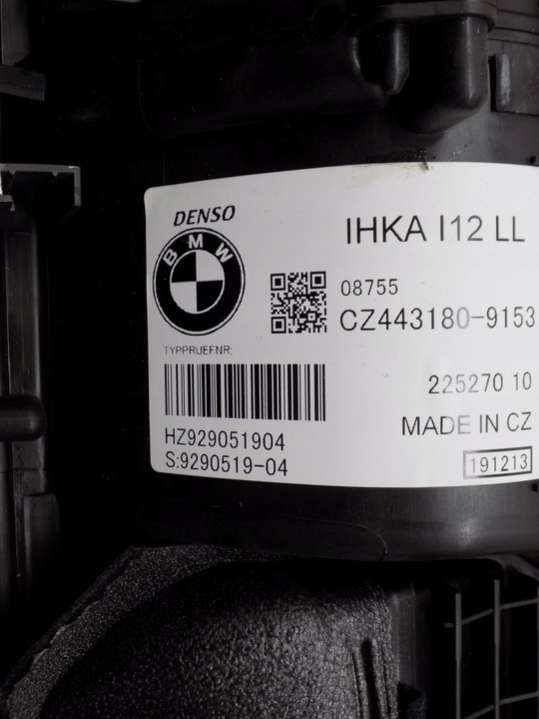 DENSO
BMW
IHKA I12 LL
08755
CZ443180-9153
TYPPRUEFNR:
225270 10
HZ929051904
MADE IN CZ
S:9290519-04
191213